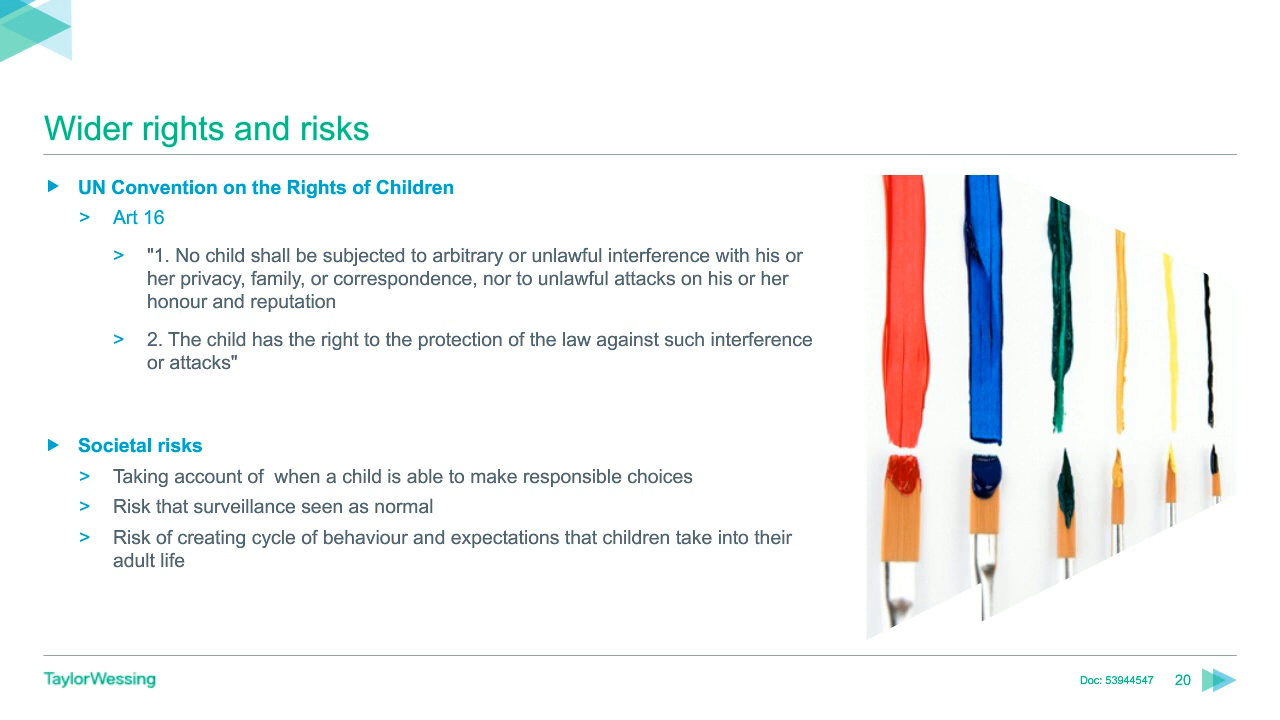 Wider rights and risks
UN Convention on the Rights of Children
> Art 16
> "1. No child shall be subjected to arbitrary or unlawful interference with his or
her privacy, family, or correspondence, nor to unlawful attacks on his or her
honour and reputation
> 2. The child has the right to the protection of the law against such interference
or attacks"
Societal risks
> Taking account of  when a child is able to make responsible choices
> Risk that surveillance seen as normal
> Risk of creating cycle of behaviour and expectations that children take into their
adult life
TaylorWessing
Doc: 53944547 20